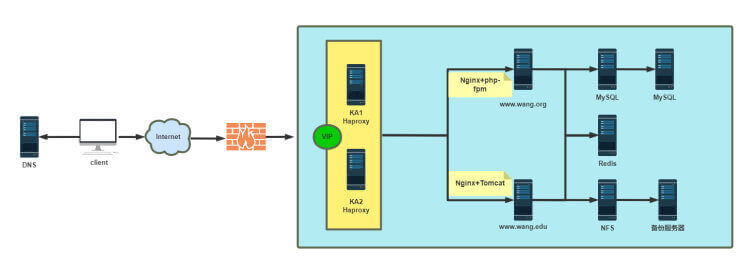 DNS
client
Internet
VIP
KA1
Haproxy
KA2
Haproxy
Nginx+php-
fpm
www.wang.org
Nginx+Tomcat
www.wang.edu
MySQL
MySQL
Redis
NFS
备份服务器